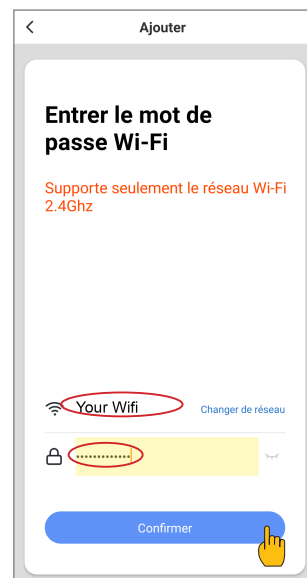 Ajouter
Entrer le mot de
passe Wi-Fi
Supporte seulement le réseau Wi-Fi
2.4Ghz
Your Wifi
Changer de réseau
•••••••••••••
Confirmer